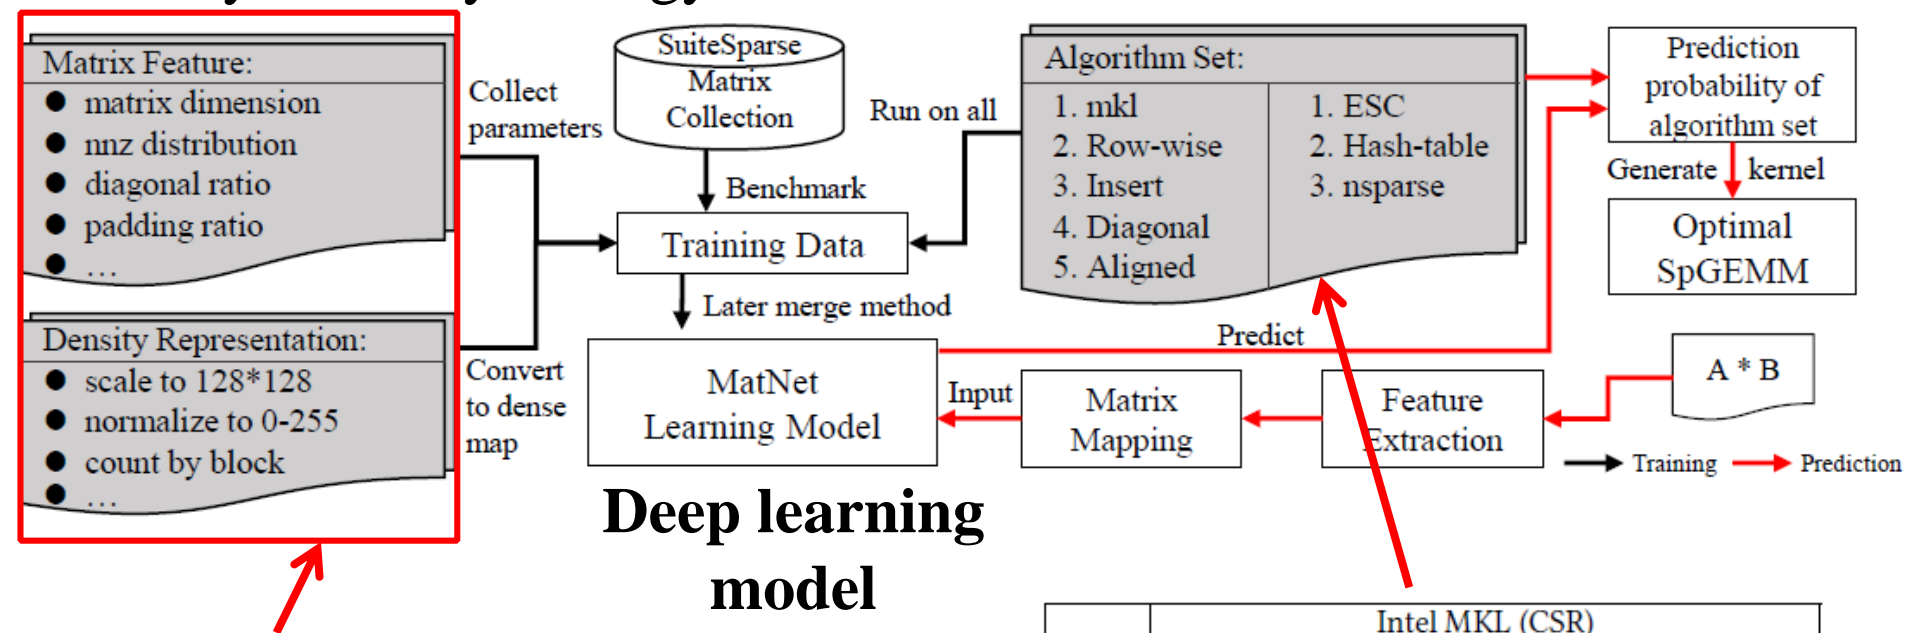 Matrix Feature:
● matrix dimension
● nnz distribution
● diagonal ratio
● padding ratio
● …
Density Representation:
● scale to 128*128
● normalize to 0-255
● count by block
● …
Collect
parameters
Convert
to dense
map
SuiteSparse
Matrix
Collection
Benchmark
Training Data
Later merge method
MatNet
Learning Model
Deep learning
model
Run on all
Algorithm Set:
1. mkl
2. Row-wise
3. Insert
4. Diagonal
5. Aligned
1. ESC
2. Hash-table
3. nsparse
Prediction
probability of
algorithm set
Generate kernel
Optimal
SpGEMM
Predict
Input
Matrix
Mapping
Feature
Extraction
A * B
Training
Prediction
Intel MKL (CSR)